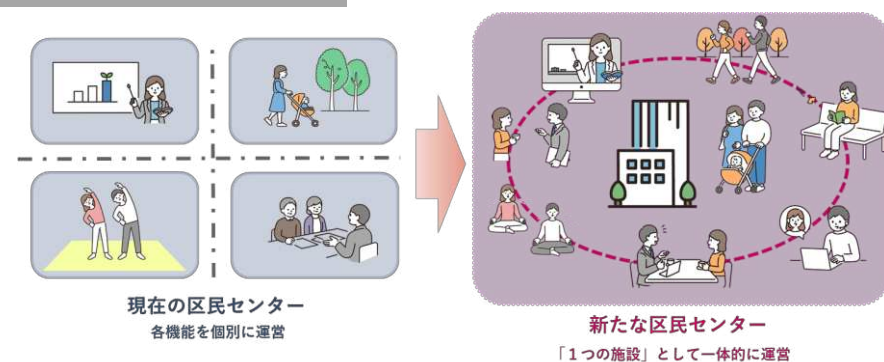 現在の区民センター
各機能を個別に運営
新たな区民センター
「１つの施設」として一体的に運営